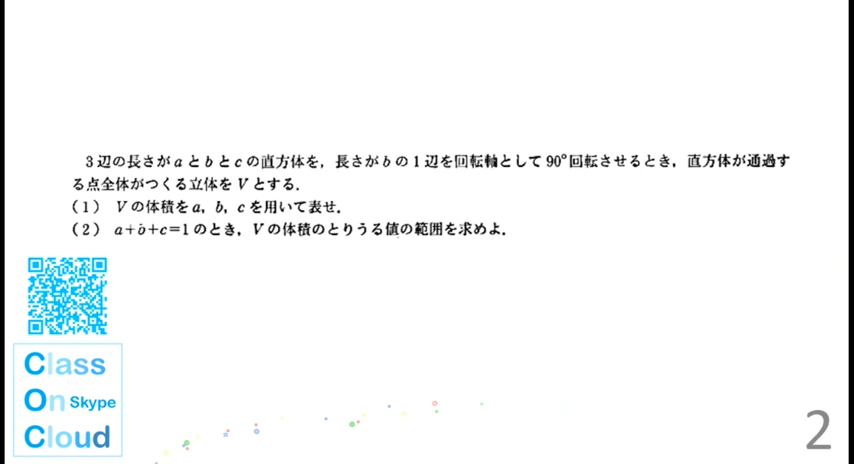 3辺の長さがaとbとcの直方体を，長さがbの1辺を回転軸として90°回転させるとき，直方体が通過す
る点全体がつくる立体をVとする．
（1） Vの体積をa，b，cを用いて表せ．
（2） a+b+c=1のとき，Vの体積のとりうる値の範囲を求めよ．
Class
On Skype
Cloud
2